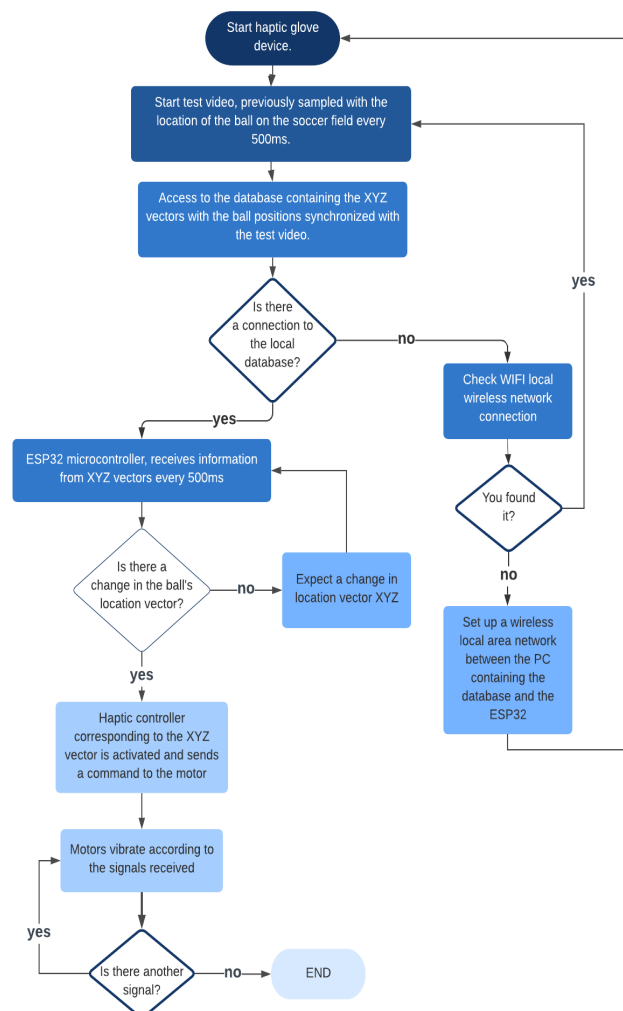 Start haptic glove
device.
Start test video, previously sampled with the
location of the ball on the soccer field every
500ms.
Access to the database containing the XYZ
vectors with the ball positions synchronized with
the test video.
Is there
a connection to
the local
database?
no
yes
Check WIFI local
wireless network
connection
You found
it?
yes
no
Set up a wireless
local area network
between the PC
containing the
database and the
ESP32
ESP32 microcontroller, receives information
from XYZ vectors every 500ms
Is there a
change in the ball's
location vector?
no
Expect a change in
location vector XYZ
yes
Haptic controller
corresponding to the XYZ
vector is activated and sends
a command to the motor
Motors vibrate according to
the signals received
yes
Is there another
signal?
no
END